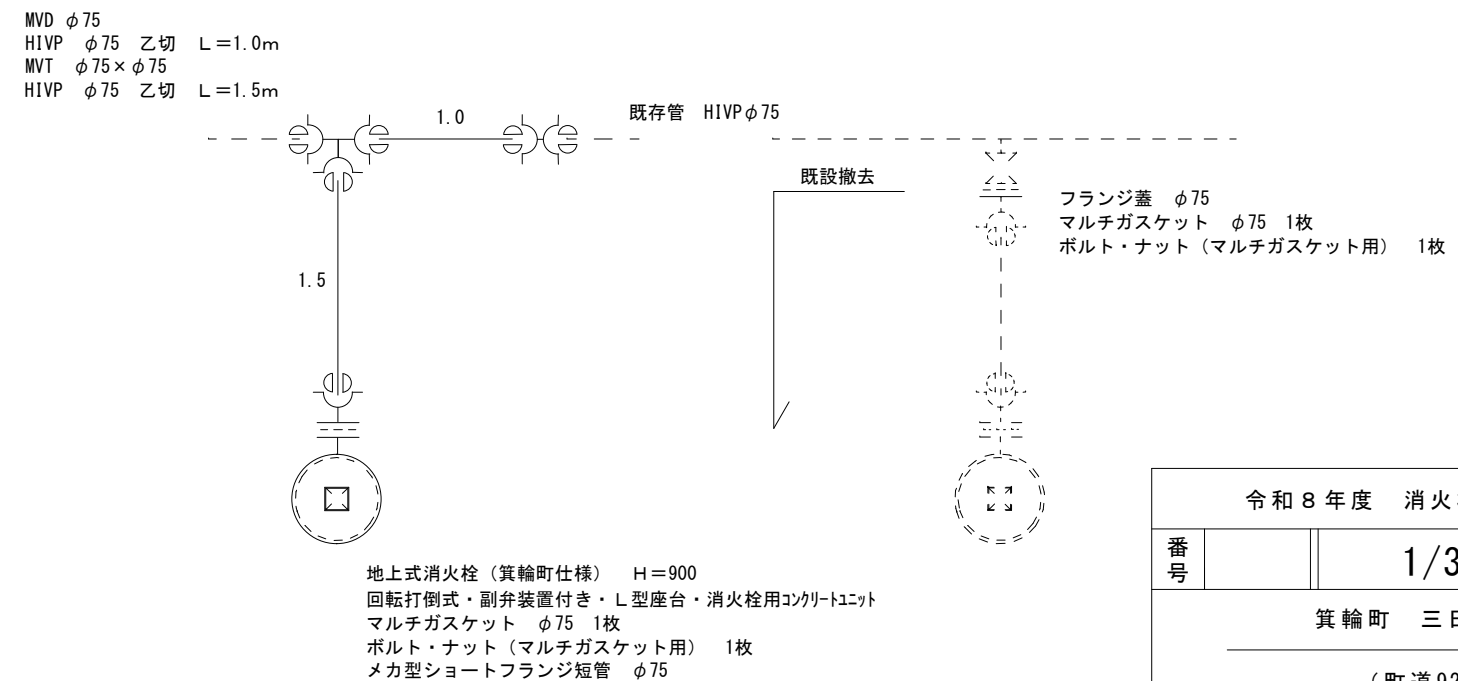 MVD φ75
HIVP φ75 乙切 L=1.0m
MVT φ75×φ75
HIVP φ75 乙切 L=1.5m
1.0
既存管 HIVPφ75
既設撤去
フランジ蓋 φ75
マルチガスケット φ75 1枚
ボルト・ナット（マルチガスケット用） 1枚
1.5
地上式消火栓（箕輪町仕様） H=900
回転打倒式・副弁装置付き・L型座台・消火栓用ｺﾝｸﾘｰﾄﾕﾆｯﾄ
マルチガスケット φ75 1枚
ボルト・ナット（マルチガスケット用） 1枚
メカ型ショートフランジ短管 φ75
令和8年度 消火
番号
1/3
箕輪町 三
（町道92